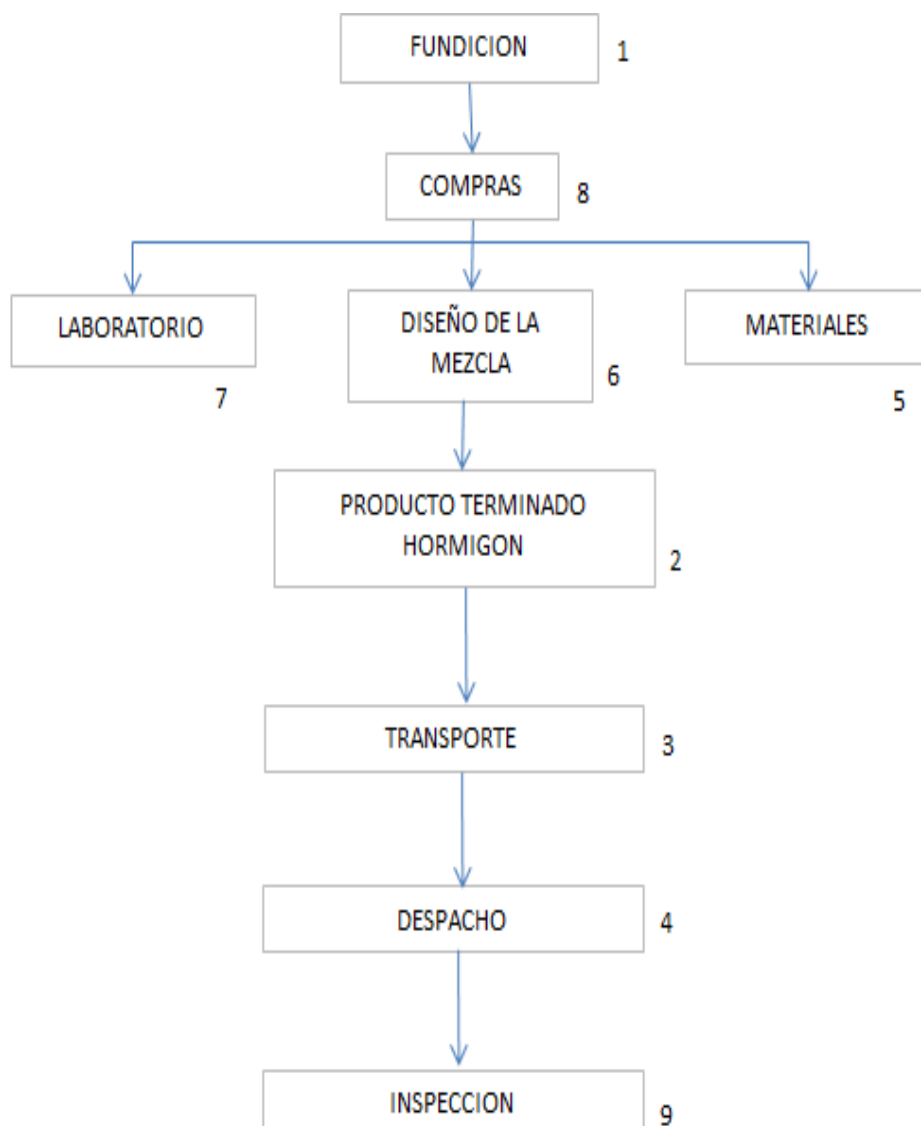 FUNDICION
1
COMPRAS
8
LABORATORIO
7
DISEÑO DE LA
MEZCLA
6
MATERIALES
5
PRODUCTO TERMINADO
HORMIGON
2
TRANSPORTE
3
DESPACHO
4
INSPECCION
9